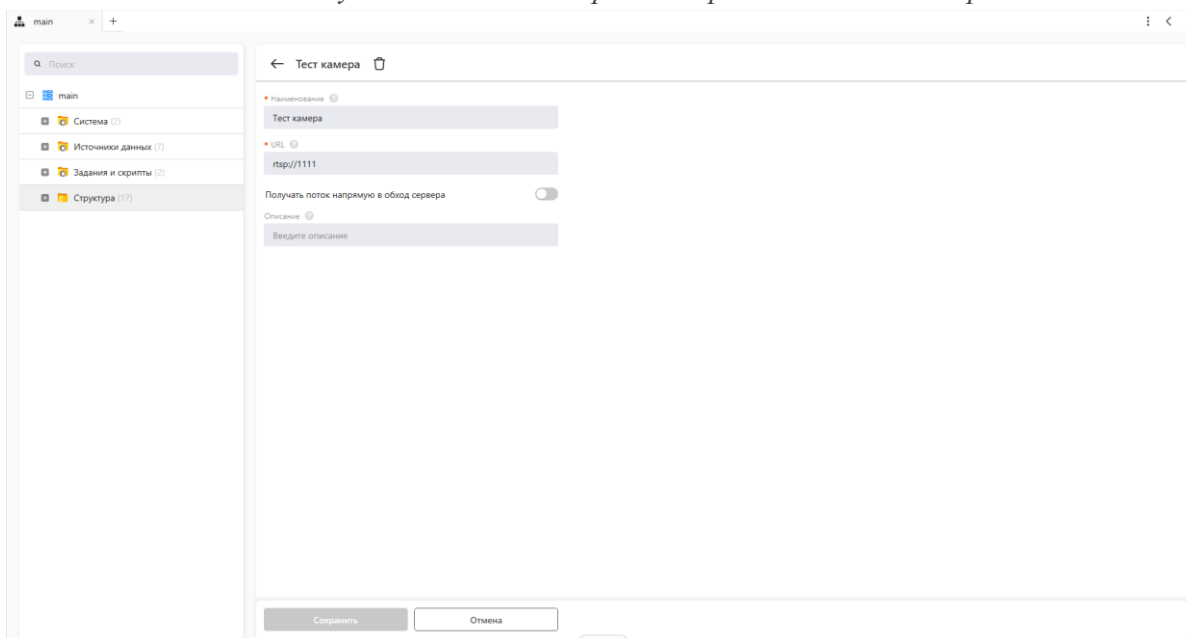 main × +
Поиск
main
Система (2)
Источники данных (7)
Задания и скрипты (2)
Структура (17)
Тест камера
• Наименование
Тест камера
• URL
rtsp://1111
Получать поток напрямую в обход сервера
Описание
Введите описание
Сохранить
Отмена